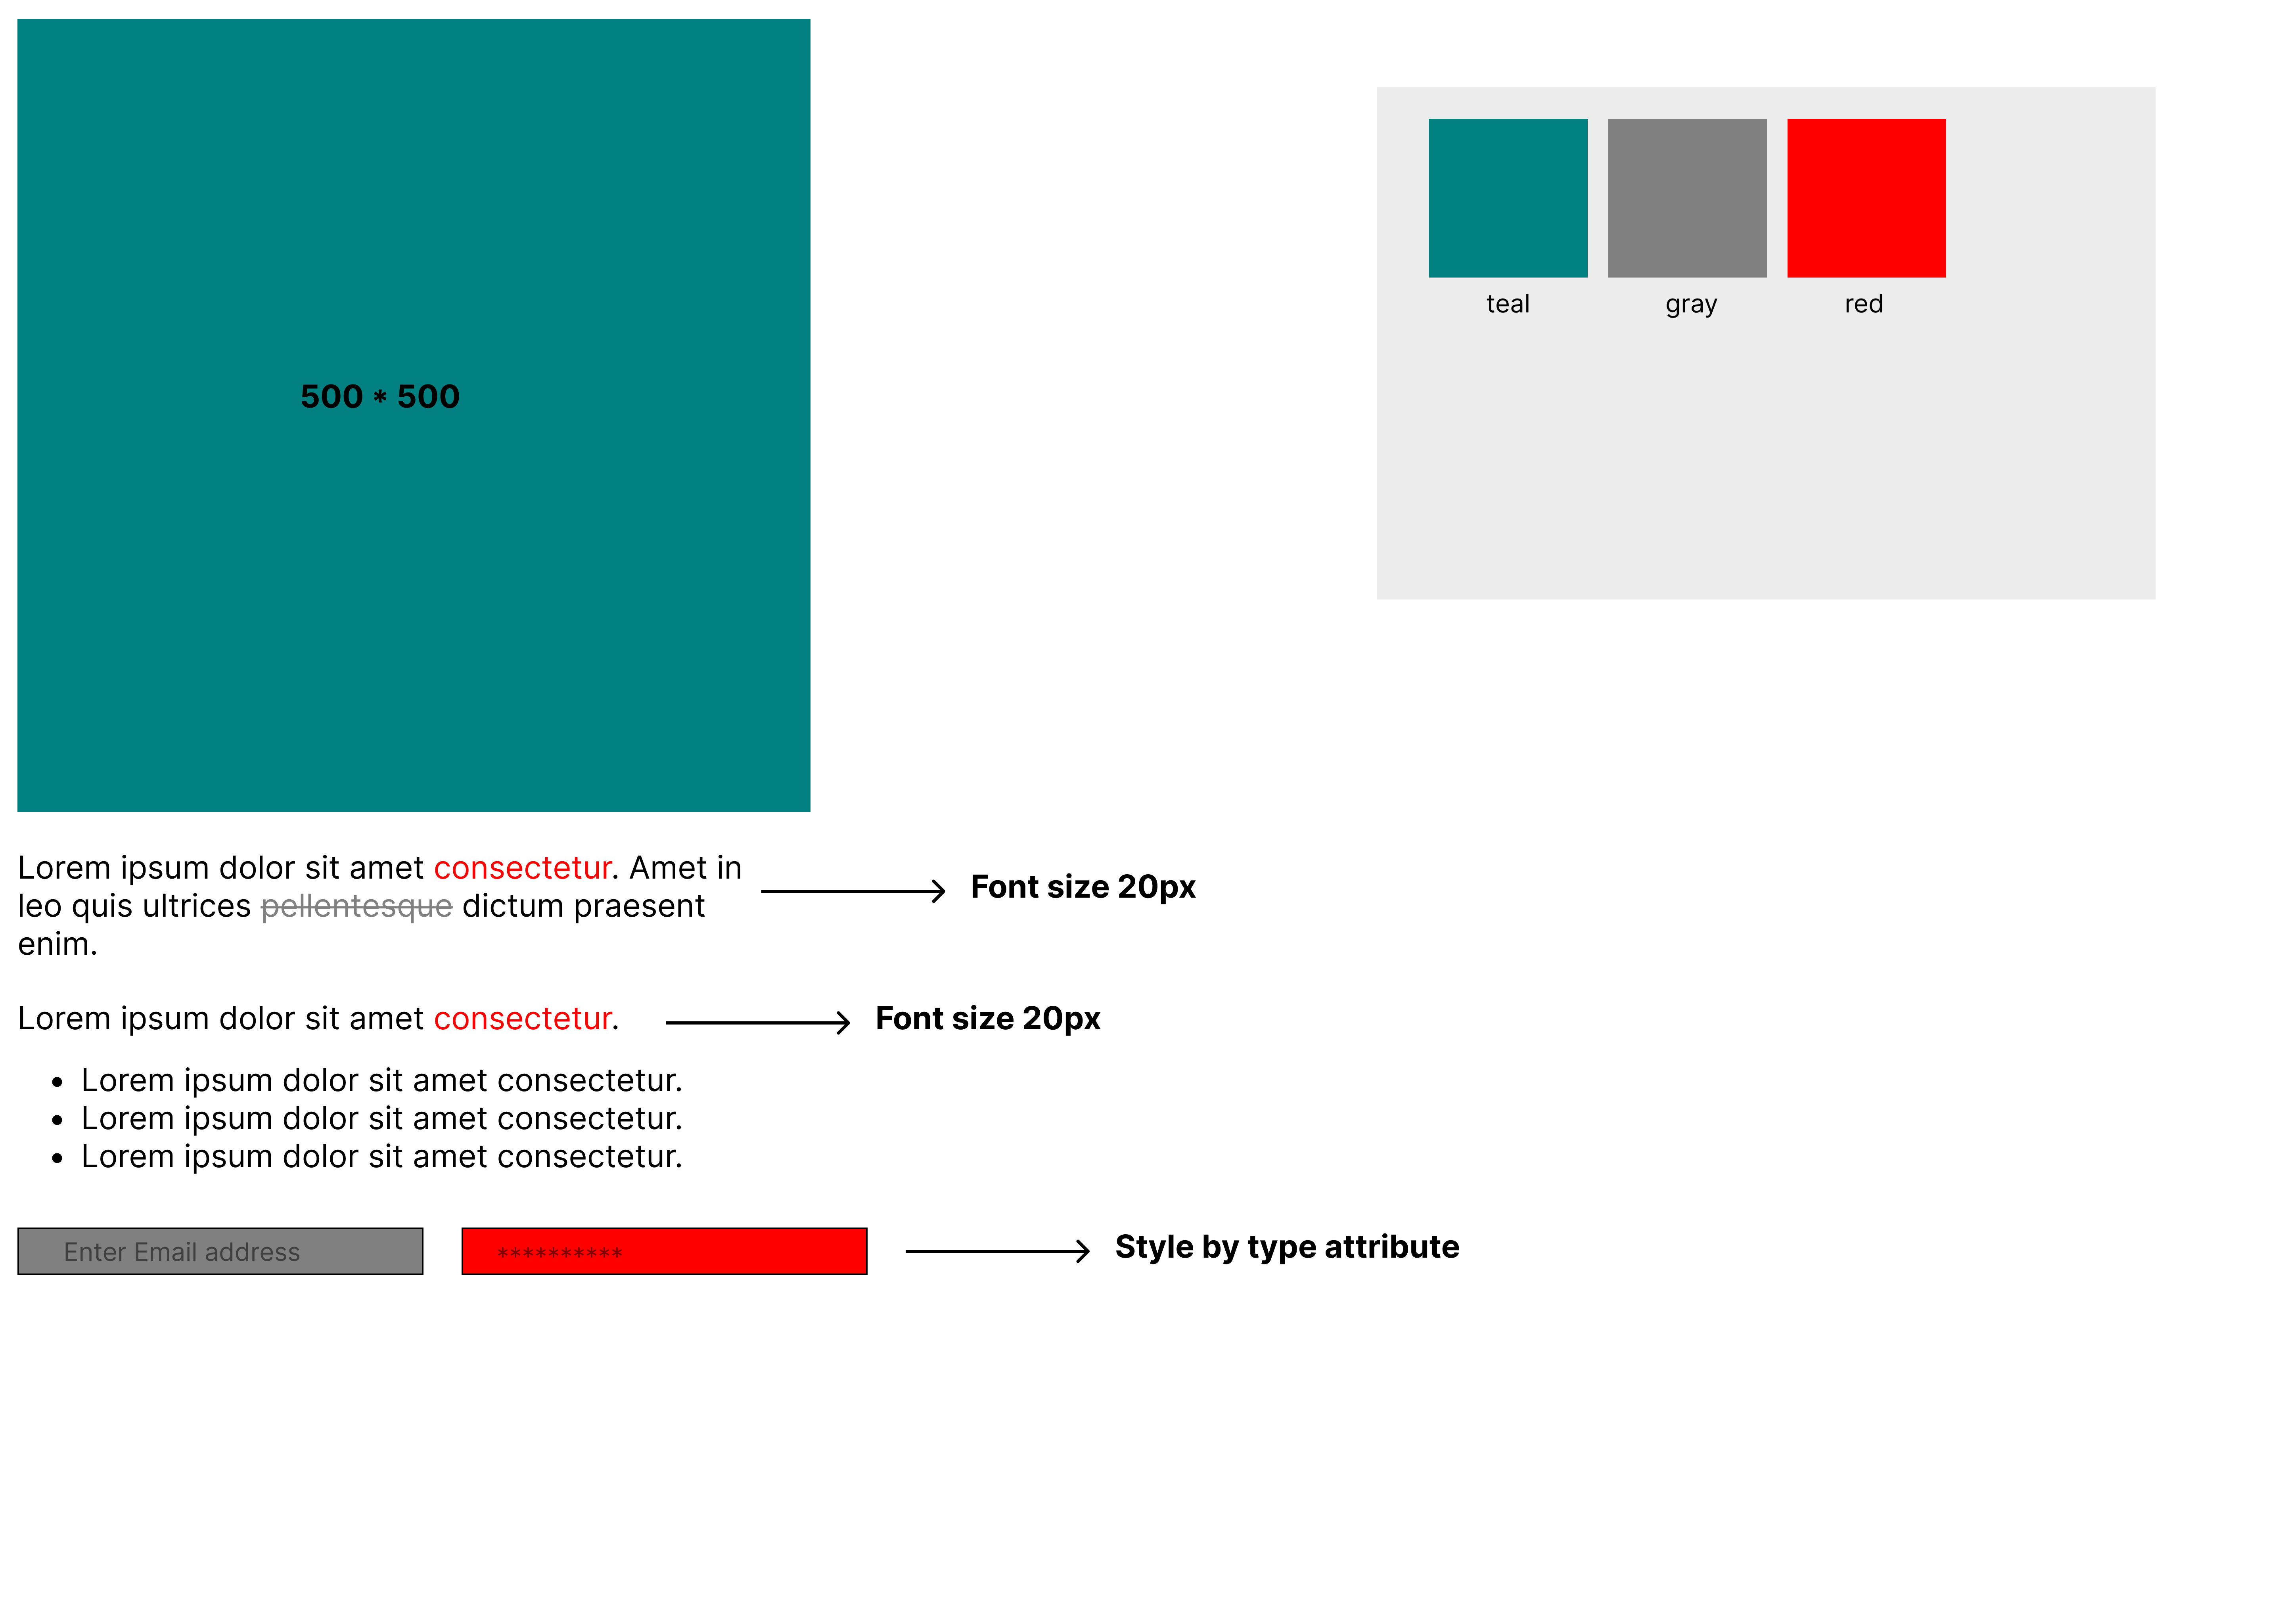 500 * 500
teal
gray
red
Lorem ipsum dolor sit amet consectetur. Amet in
leo quis ultrices pellentesque dictum praesent
enim.
Font size 20px
Lorem ipsum dolor sit amet consectetur.
Font size 20px
• Lorem ipsum dolor sit amet consectetur.
• Lorem ipsum dolor sit amet consectetur.
• Lorem ipsum dolor sit amet consectetur.
Enter Email address
**********
Style by type attribute